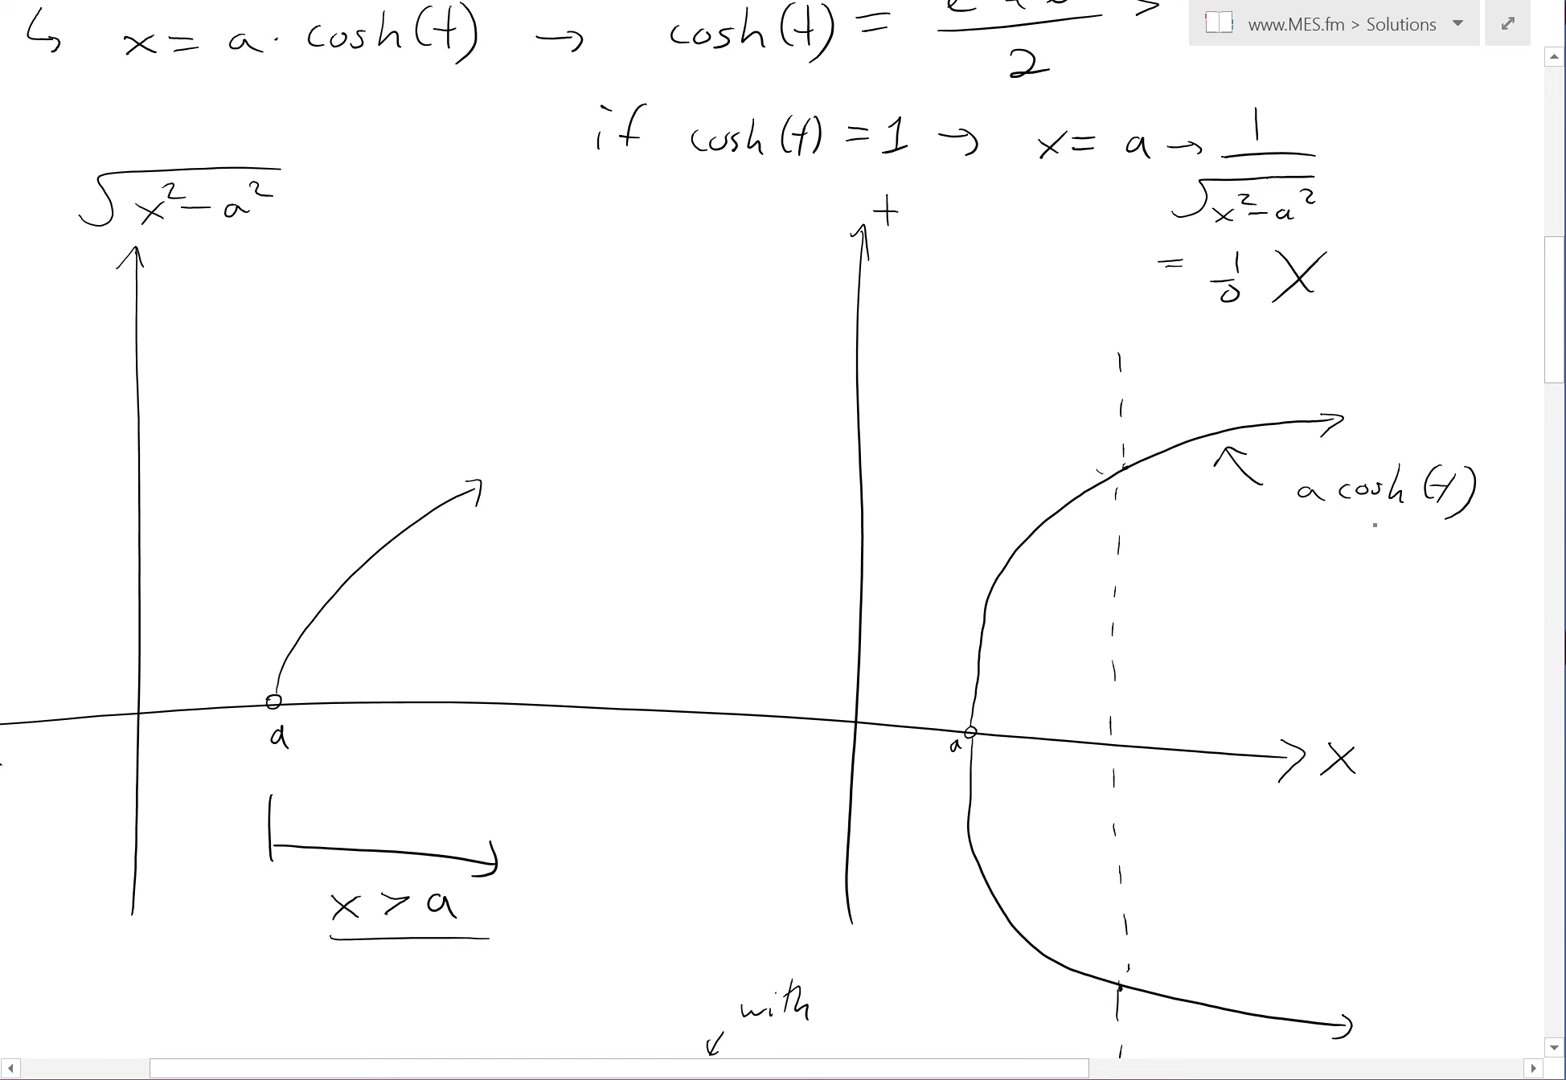 ↳ x = a · cosh(t) → cosh(t) = / 2 >
www.MES.fm > Solutions
if cosh(t) = 1 → x = a → 1/√(x² - a²)
= 1/0 X
√(x² - a²)
t
a cosh(t)
a
a
x
x > a
with